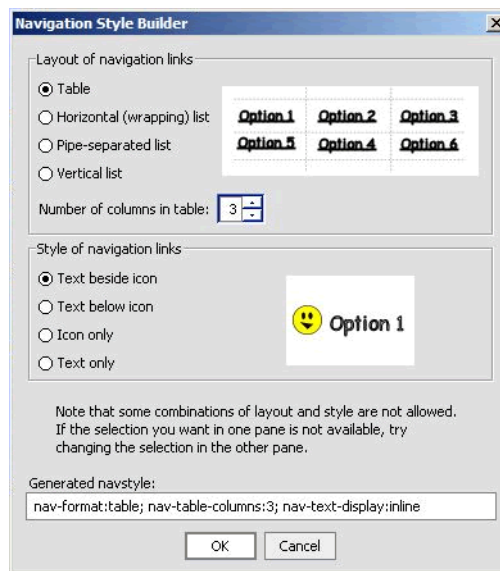 Navigation Style Builder
Layout of navigation links
Table
Horizontal (wrapping) list
Pipe-separated list
Vertical list
Option 1 Option 2 Option 3
Option 5 Option 4 Option 6
Number of columns in table: 3
Style of navigation links
Text beside icon
Text below icon
Icon only
Text only
Option 1
Note that some combinations of layout and style are not allowed.
If the selection you want in one pane is not available, try
changing the selection in the other pane.
Generated navstyle:
nav-format:table; nav-table-columns:3; nav-text-display:inline
OK Cancel